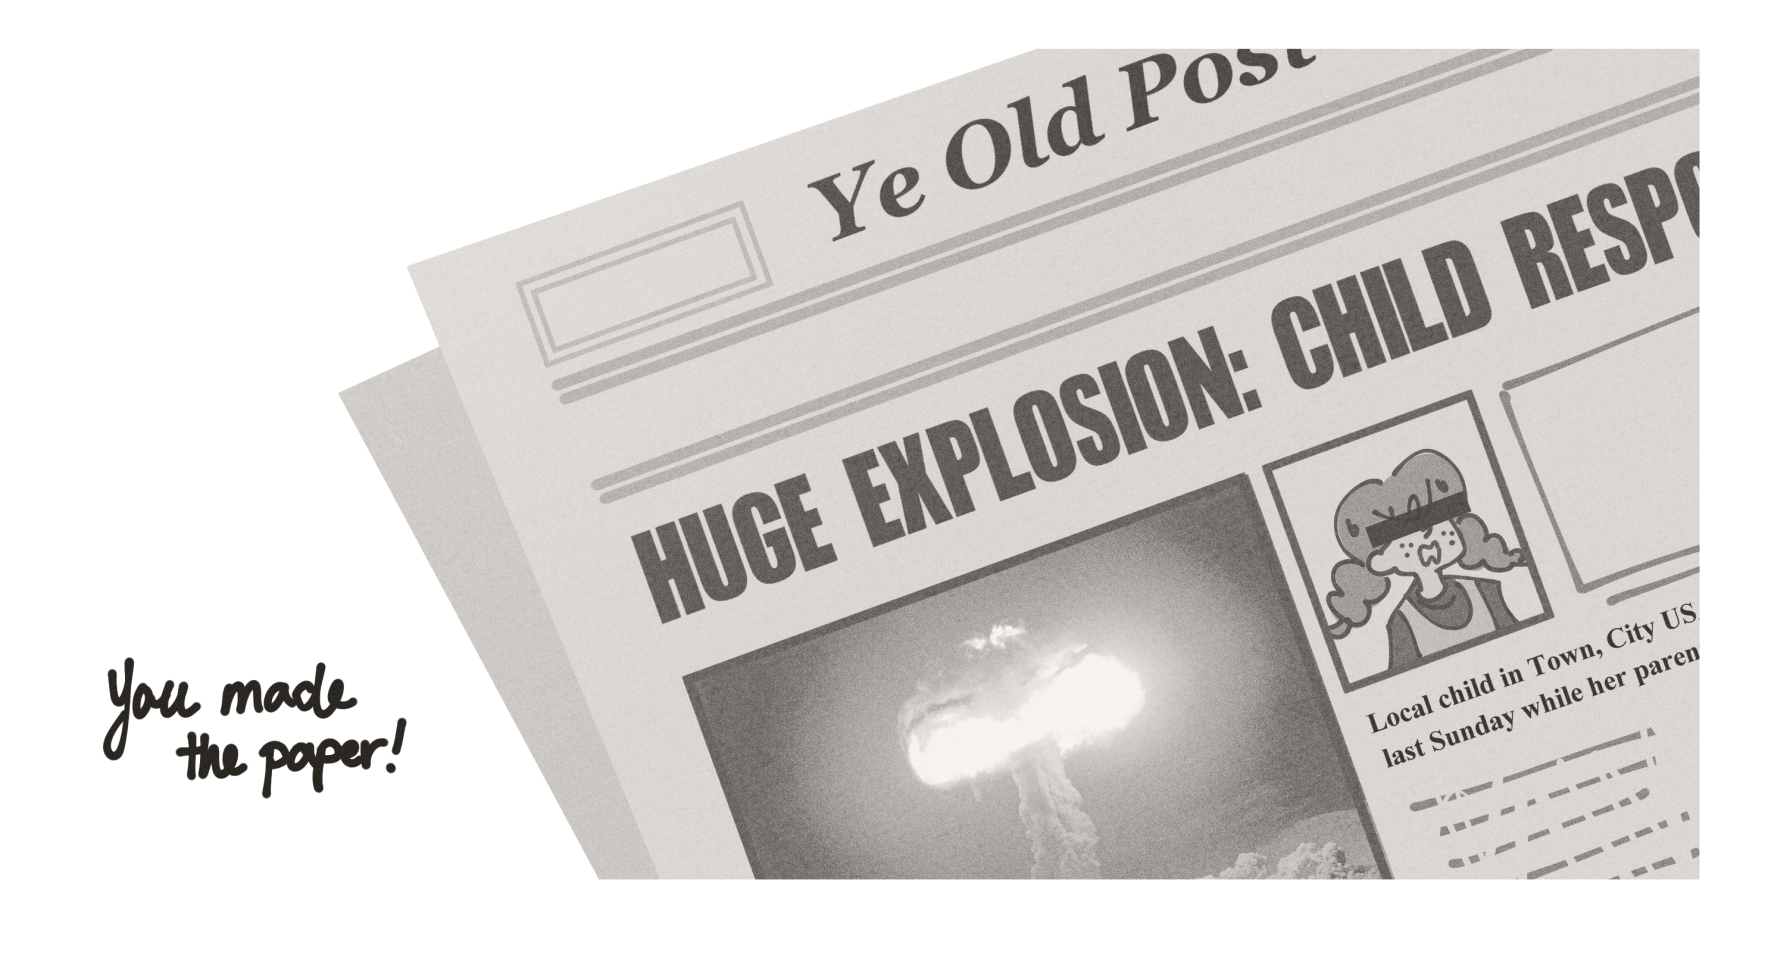 Ye Old Post
HUGE EXPLOSION: CHILD RESPO
Local child in Town, City US
last Sunday while her paren
You made
the paper!